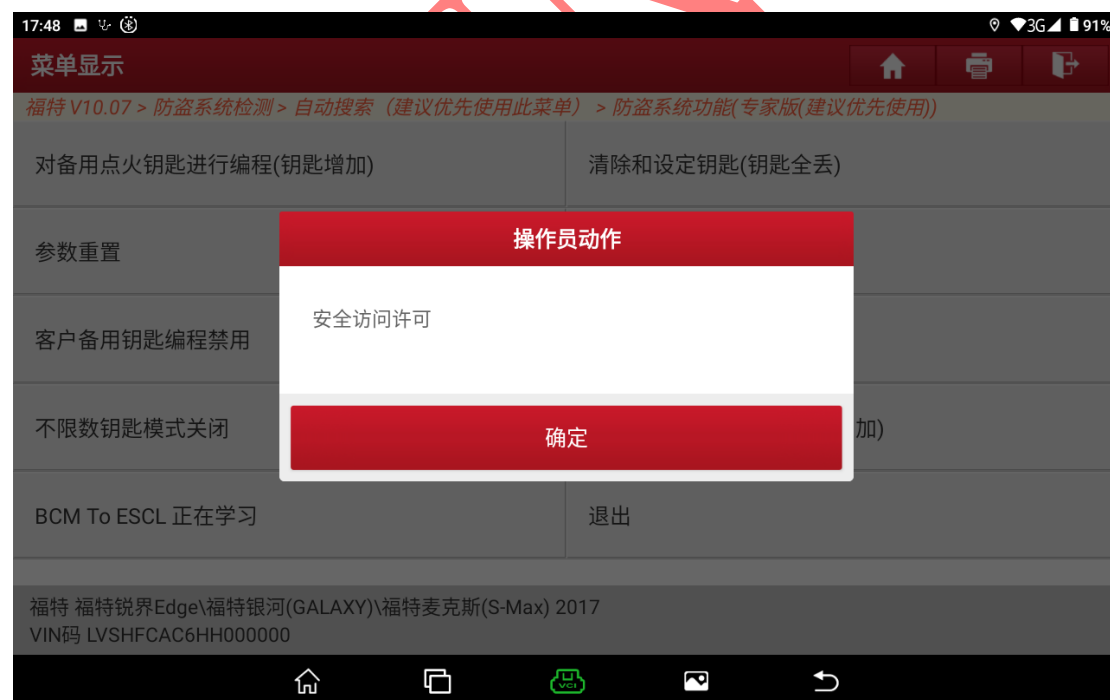 17:48 3G 91%
菜单显示
福特 V10.07 > 防盗系统检测 > 自动搜索（建议优先使用此菜单） > 防盗系统功能(专家版(建议优先使用))
对备用点火钥匙进行编程(钥匙增加) 清除和设定钥匙(钥匙全丢)
操作员动作
参数重置
安全访问许可
客户备用钥匙编程禁用
不限数钥匙模式关闭 加)
确定
BCM To ESCL 正在学习 退出
福特 福特锐界Edge\福特银河(GALAXY)\福特麦克斯(S-Max) 2017
VIN码 LVSHFCAC6HH000000
VCI